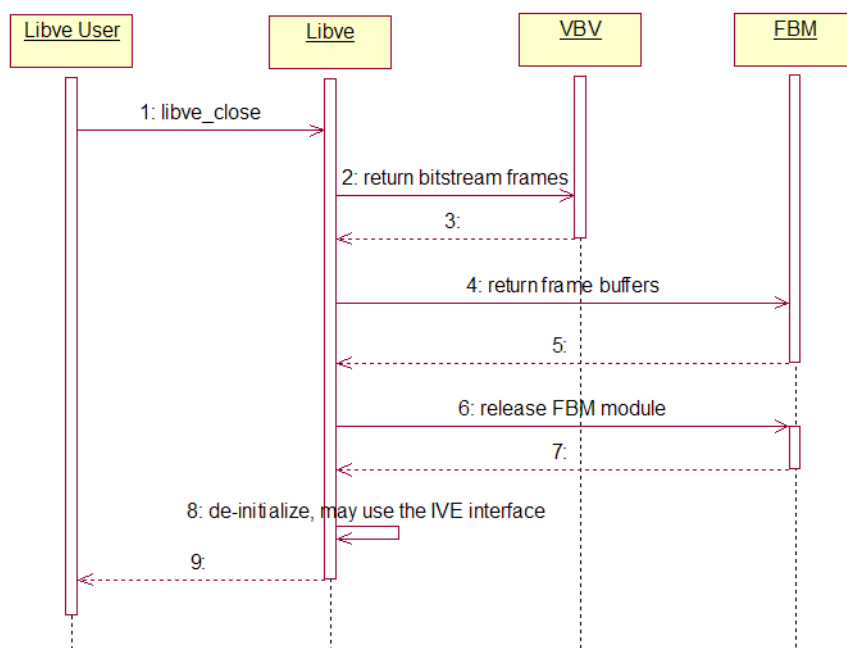 Libve User
Libve
VBV
FBM
1: libve_close
2: return bitstream frames
3:
4: return frame buffers
5:
6: release FBM module
7:
8: de-initialize, may use the IVE interface
9: